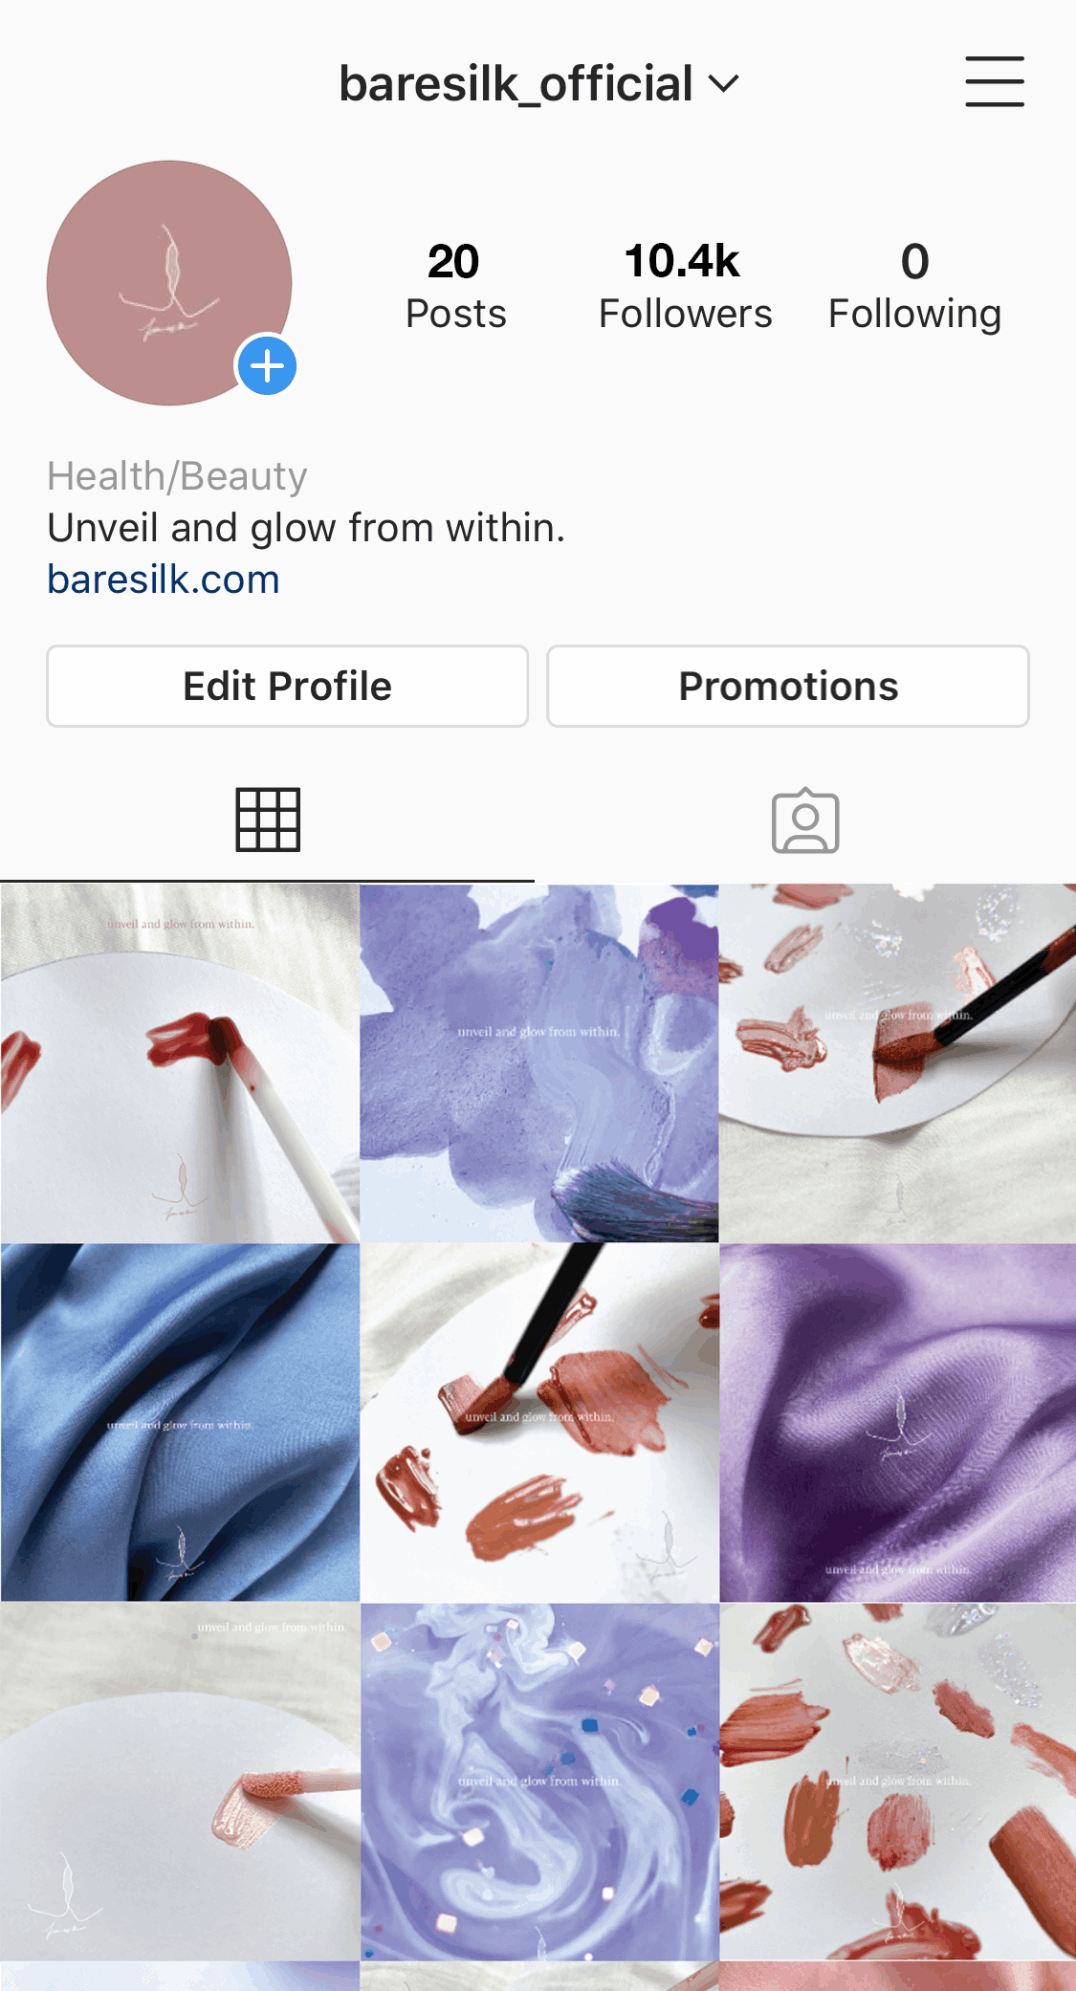 baresilk_official
20
Posts
10.4k
Followers
0
Following
Health/Beauty
Unveil and glow from within.
baresilk.com
Edit Profile
Promotions
unveil and glow from within.
unveil and glow from within.
unveil and glow from within.
unveil and glow from within.
unveil and glow from within.
unveil and glow from within.
unveil and glow from within.
unveil and glow from within.
unveil and glow from within.